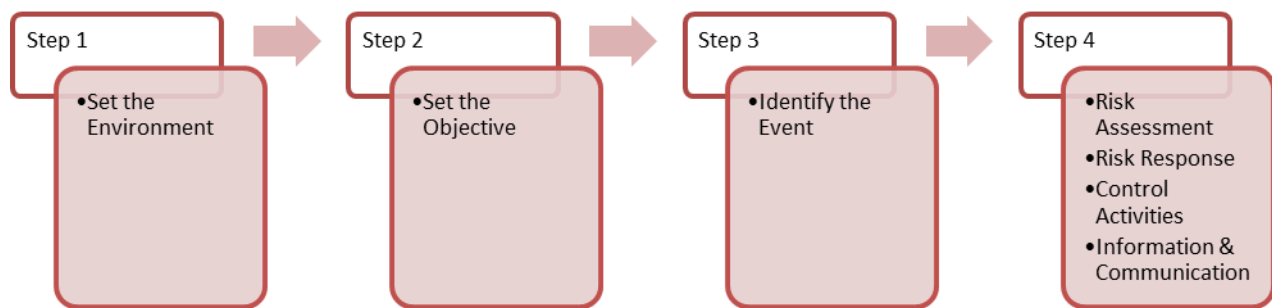 Step 1
•Set the
Environment
Step 2
•Set the
Objective
Step 3
•Identify the
Event
Step 4
•Risk
Assessment
•Risk Response
•Control
Activities
•Information &
Communication